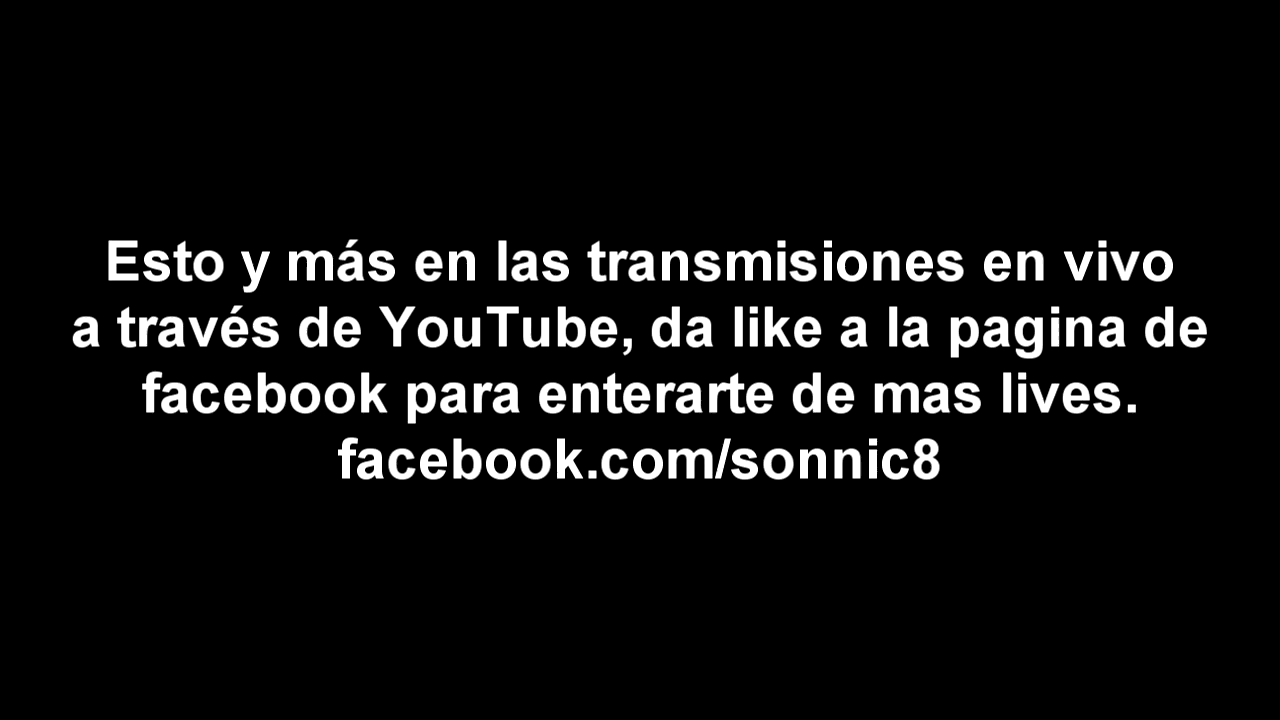 Esto y más en las transmisiones en vivo
a través de YouTube, da like a la pagina de
facebook para enterarte de mas lives.
facebook.com/sonnic8